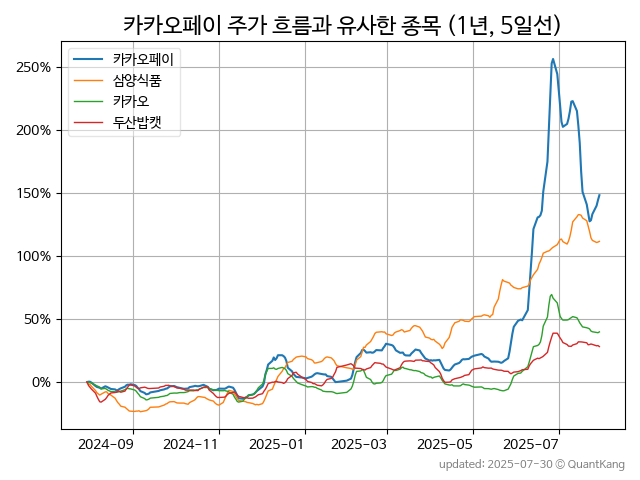 카카오페이 주가 흐름과 유사한 종목 (1년, 5일선)
카카오페이
삼양식품
카카오
두산밥캣
250%
200%
150%
100%
50%
0%
2024-09 2024-11 2025-01 2025-03 2025-05 2025-07
updated: 2025-07-30 © QuantKang